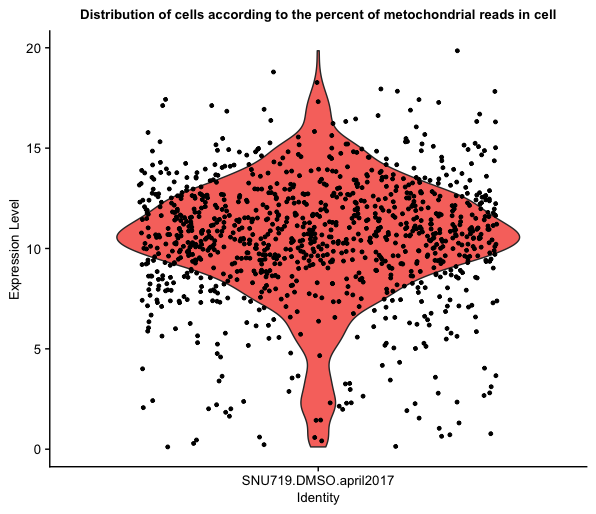 Distribution of cells according to the percent of metochondrial reads in cell
20
15
10
5
0
Expression Level
SNU719.DMSO.april2017
Identity